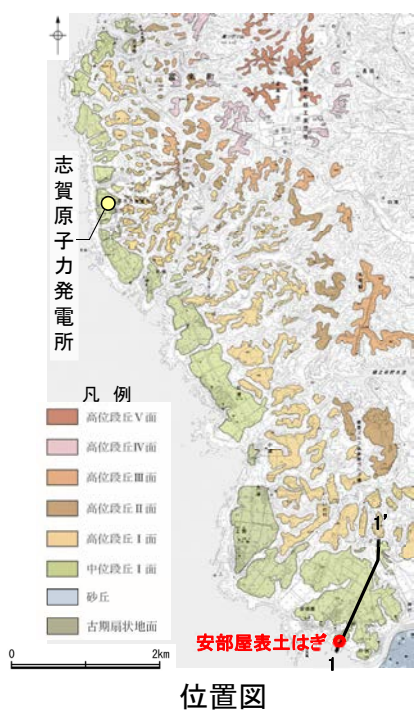 富来町
志賀原子力発電所
凡 例
高位段丘Ⅴ面
高位段丘Ⅳ面
高位段丘Ⅲ面
高位段丘Ⅱ面
高位段丘Ⅰ面
中位段丘Ⅰ面
砂丘
古期扇状地面
0 2km
1'
安部屋表土はぎ
1
位置図